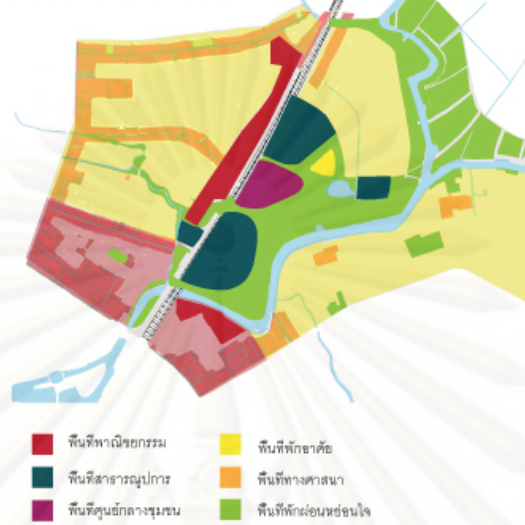 พื้นที่พาณิชยกรรม
พื้นที่สาธารณูปการ
พื้นที่ศูนย์กลางชุมชน
พื้นที่พักอาศัย
พื้นที่ทางศาสนา
พื้นที่พักผ่อนหย่อนใจ